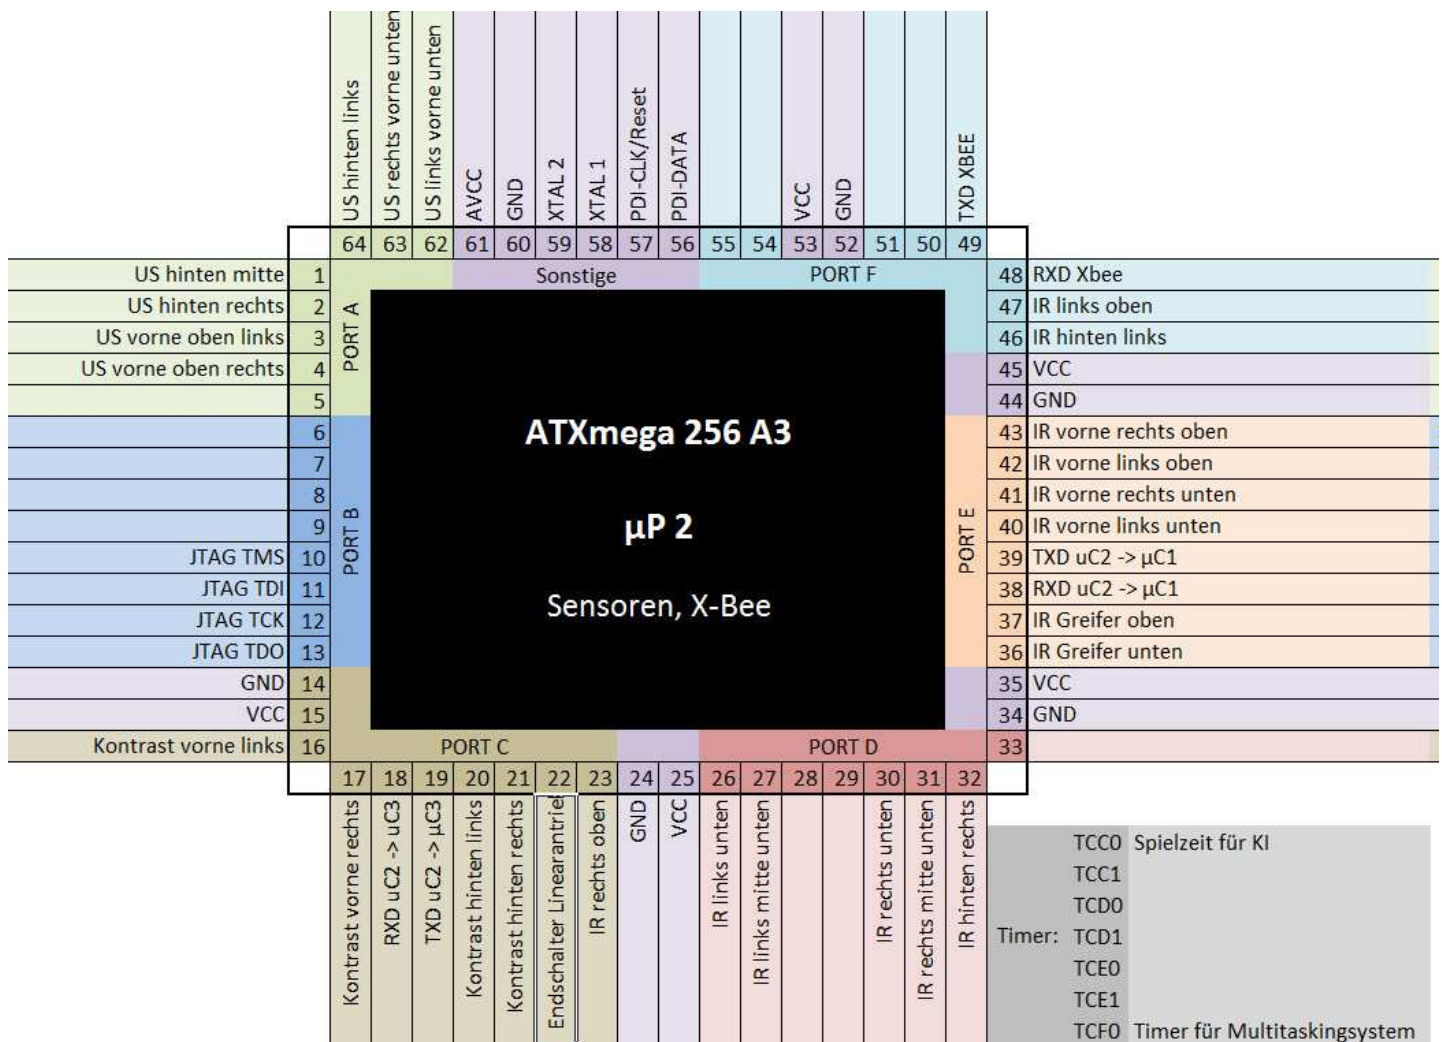 US hinten links
US rechts vorne unten
US links vorne unten
AVCC
GND
XTAL 2
XTAL 1
PDI-CLK/Reset
PDI-DATA
VCC
GND
TXD XBEE
64 63 62 61 60 59 58 57 56 55 54 53 52 51 50 49
Sonstige
PORT F
US hinten mitte 1
US hinten rechts 2
US vorne oben links 3
US vorne oben rechts 4
5
PORT A
6
7
8
9
JTAG TMS 10
JTAG TDI 11
JTAG TCK 12
JTAG TDO 13
PORT B
GND 14
VCC 15
Kontrast vorne links 16
ATXmega 256 A3
µP 2
Sensoren, X-Bee
48 RXD Xbee
47 IR links oben
46 IR hinten links
45 VCC
44 GND
43 IR vorne rechts oben
42 IR vorne links oben
41 IR vorne rechts unten
40 IR vorne links unten
39 TXD uC2 -> µC1
38 RXD uC2 -> µC1
37 IR Greifer oben
36 IR Greifer unten
PORT E
35 VCC
34 GND
33
PORT C
PORT D
17 18 19 20 21 22 23 24 25 26 27 28 29 30 31 32
Kontrast vorne rechts
RXD uC2 -> uC3
TXD uC2 -> µC3
Kontrast hinten links
Kontrast hinten rechts
Endschalter Linearantrie
IR rechts oben
GND
VCC
IR links unten
IR links mitte unten
IR rechts unten
IR rechts mitte unten
IR hinten rechts
Timer:
TCC0 Spielzeit für KI
TCC1
TCD0
TCD1
TCE0
TCE1
TCF0 Timer für Multitaskingsystem